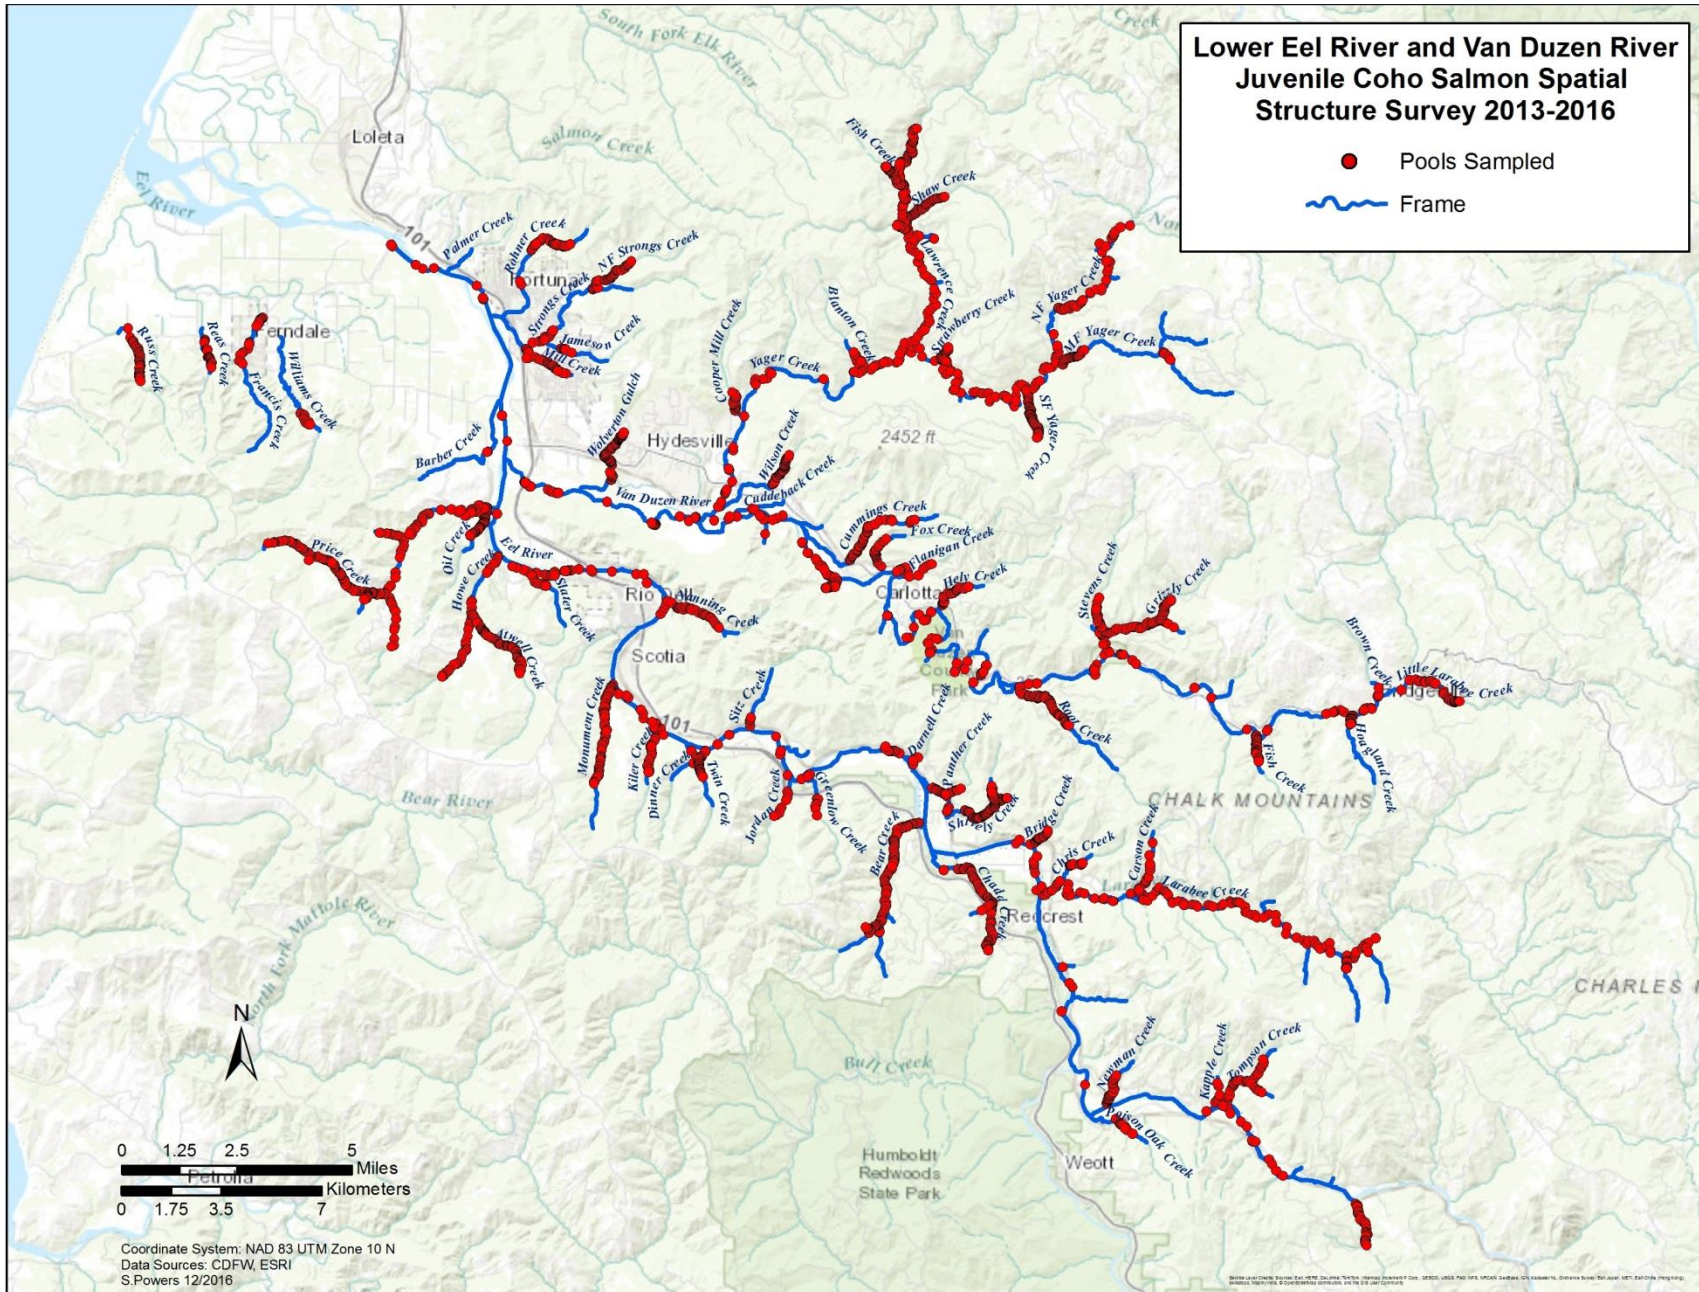 Lower Eel River and Van Duzen River
Juvenile Coho Salmon Spatial
Structure Survey 2013-2016
Pools Sampled
Frame
South Fork Elk River
Creek
Loleta
Salmon Creek
Eel River
101
Palmer Creek
Rohner Creek
NF Strongs Creek
Strongs Creek
Jameson Creek
Mill Creek
Fish Creek
Shaw Creek
Lawrence Creek
Strawberry Creek
NF Yager Creek
MF Yager Creek
SF Yager Creek
Blanton Creek
Yager Creek
Cooper Mill Creek
Russ Creek
Reas Creek
Francis Creek
Williams Creek
Barber Creek
Wolverton Gulch
Hydesville
2452 ft
Wilson Creek
Cuddeback Creek
Van Duzen River
Cummings Creek
Fox Creek
Flanigan Creek
Carlotta
Hely Creek
Price Creek
Oil Creek
Eel River
Howe Creek
Slater Creek
Atwell Creek
Scotia
Stevens Creek
Grizzly Creek
Brown Creek
Little Larabee Creek
Hoagland Creek
Fish Creek
Root Creek
Park
Monument Creek
Kiler Creek
Dinner Creek
Twin Creek
Sitz Creek
101
Jordan Creek
Greenlow Creek
Darnell Creek
Panther Creek
Shively Creek
Bridge Creek
Chris Creek
Carson Creek
Larabee Creek
CHALK MOUNTAINS
Bear River
Bear Creek
Chadd Creek
Redcrest
North Fork Mattole River
CHARLES
N
Bull Creek
Newman Creek
Poison Oak Creek
Kapple Creek
Tompson Creek
Weott
Humboldt
Redwoods
State Park
0 1.25 2.5 5
Miles
Petrolia
Kilometers
0 1.75 3.5 7
Coordinate System: NAD 83 UTM Zone 10 N
Data Sources: CDFW, ESRI
S.Powers 12/2016